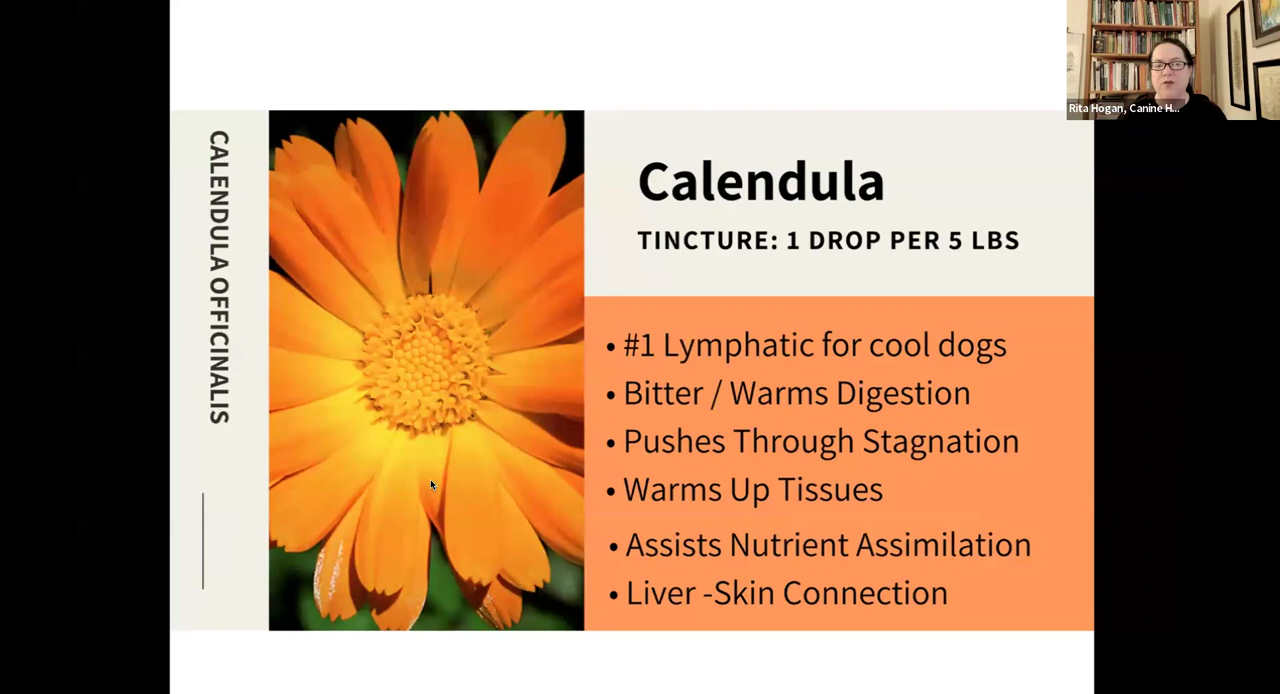 Rita Hogan, Canine H...
CALENDULA OFFICINALIS
Calendula
TINCTURE: 1 DROP PER 5 LBS
• #1 Lymphatic for cool dogs
• Bitter / Warms Digestion
• Pushes Through Stagnation
• Warms Up Tissues
• Assists Nutrient Assimilation
• Liver -Skin Connection